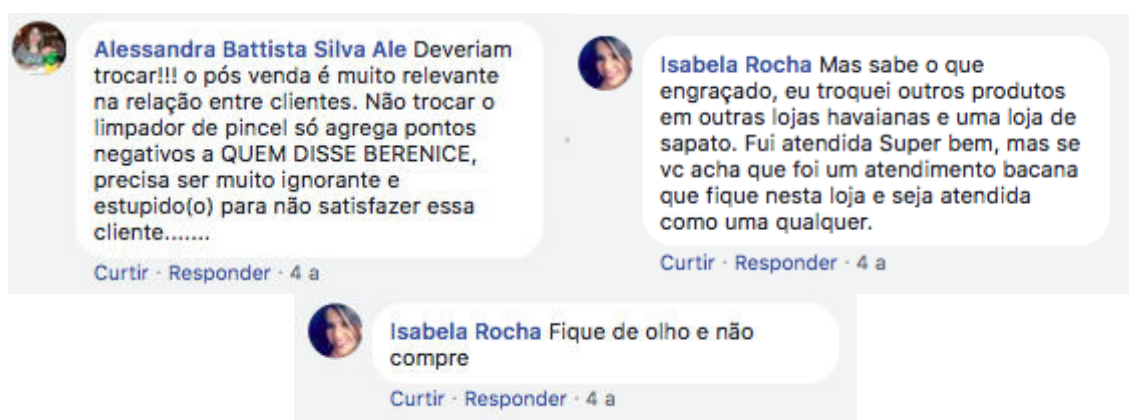 Alessandra Battista Silva Ale Deveriam
trocar!!! o pós venda é muito relevante
na relação entre clientes. Não trocar o
limpador de pincel só agrega pontos
negativos a QUEM DISSE BERENICE,
precisa ser muito ignorante e
estupido(o) para não satisfazer essa
cliente.......
Curtir · Responder · 4 a
Isabela Rocha Mas sabe o que
engraçado, eu troquei outros produtos
em outras lojas havaianas e uma loja de
sapato. Fui atendida Super bem, mas se
vc acha que foi um atendimento bacana
que fique nesta loja e seja atendida
como uma qualquer.
Curtir · Responder · 4 a
Isabela Rocha Fique de olho e não
compre
Curtir · Responder · 4 a